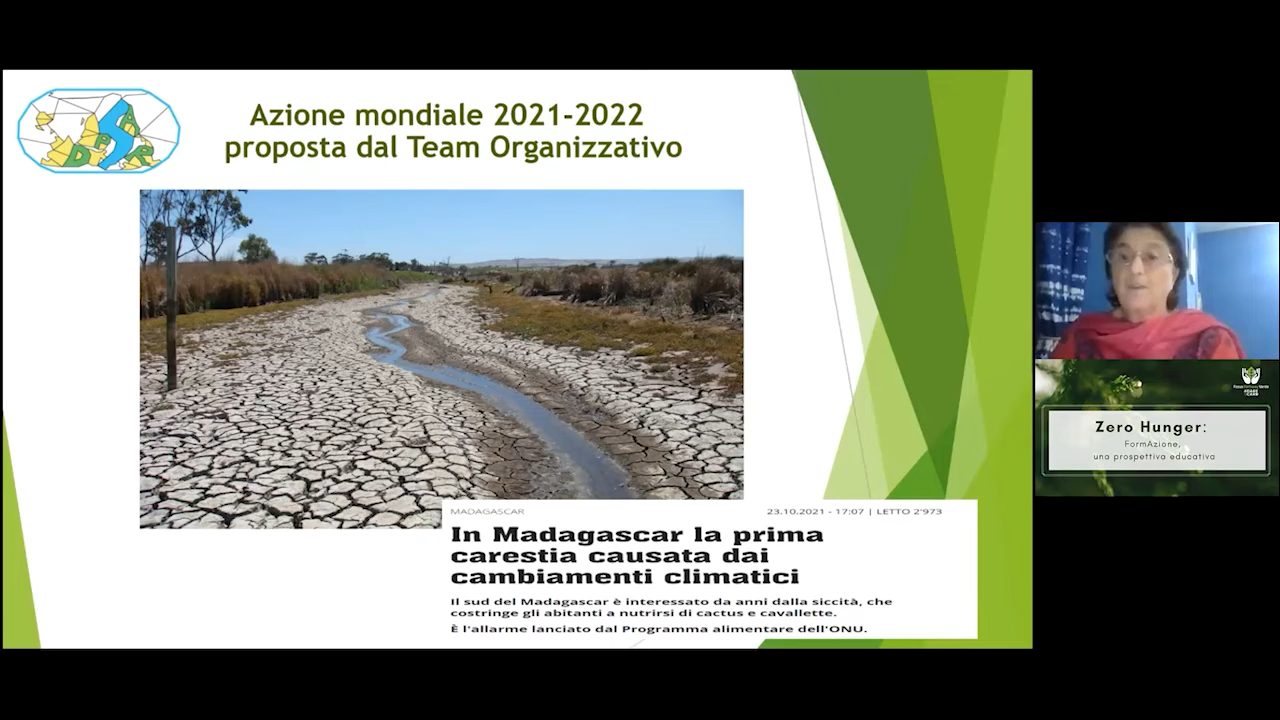 Azione mondiale 2021-2022
proposta dal Team Organizzativo
MADAGASCAR
23.10.2021 - 17:07 | LETTO 2'973
In Madagascar la prima
carestia causata dai
cambiamenti climatici
Il sud del Madagascar è interessato da anni dalla siccità, che
costringe gli abitanti a nutrirsi di cactus e cavallette.
È l'allarme lanciato dal Programma alimentare dell'ONU.
Zero Hunger:
FormAzione,
una prospettiva educativa